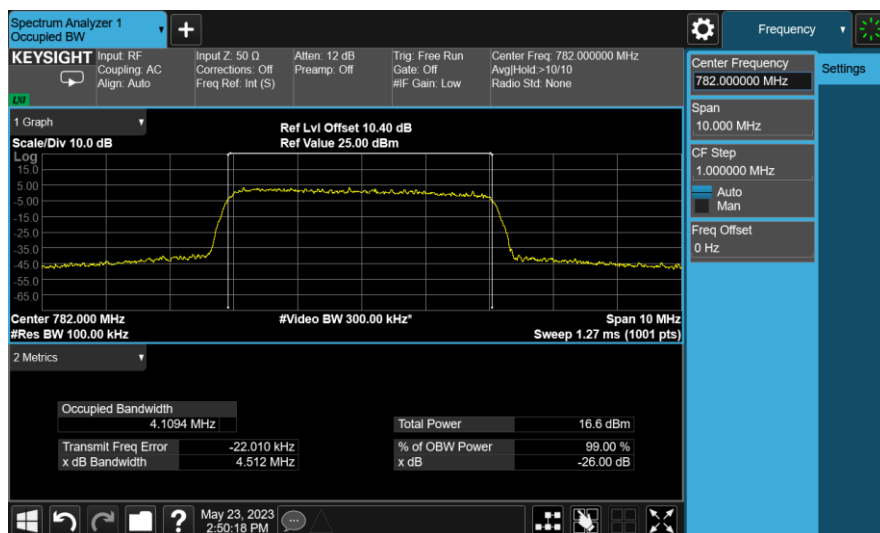 Spectrum Analyzer 1
Occupied BW
Frequency
KEYSIGHT
LXI
Input: RF
Coupling: AC
Align: Auto
Input Z: 50 Ω
Corrections: Off
Freq Ref: Int (S)
Atten: 12 dB
Preamp: Off
Trig: Free Run
Gate: Off
#IF Gain: Low
Center Freq: 782.000000 MHz
Avg|Hold:>10/10
Radio Std: None
Center Frequency
782.000000 MHz
Settings
Span
10.000 MHz
CF Step
1.000000 MHz
Auto
Man
Freq Offset
0 Hz
1 Graph
Scale/Div 10.0 dB
Ref Lvl Offset 10.40 dB
Ref Value 25.00 dBm
Log
15.0
5.00
-5.00
-15.0
-25.0
-35.0
-45.0
-55.0
-65.0
Center 782.000 MHz
#Res BW 100.00 kHz
#Video BW 300.00 kHz*
Span 10 MHz
Sweep 1.27 ms (1001 pts)
2 Metrics
Occupied Bandwidth
4.1094 MHz
Total Power 16.6 dBm
Transmit Freq Error -22.010 kHz
% of OBW Power 99.00 %
x dB Bandwidth 4.512 MHz
x dB -26.00 dB
?
May 23, 2023
2:50:18 PM